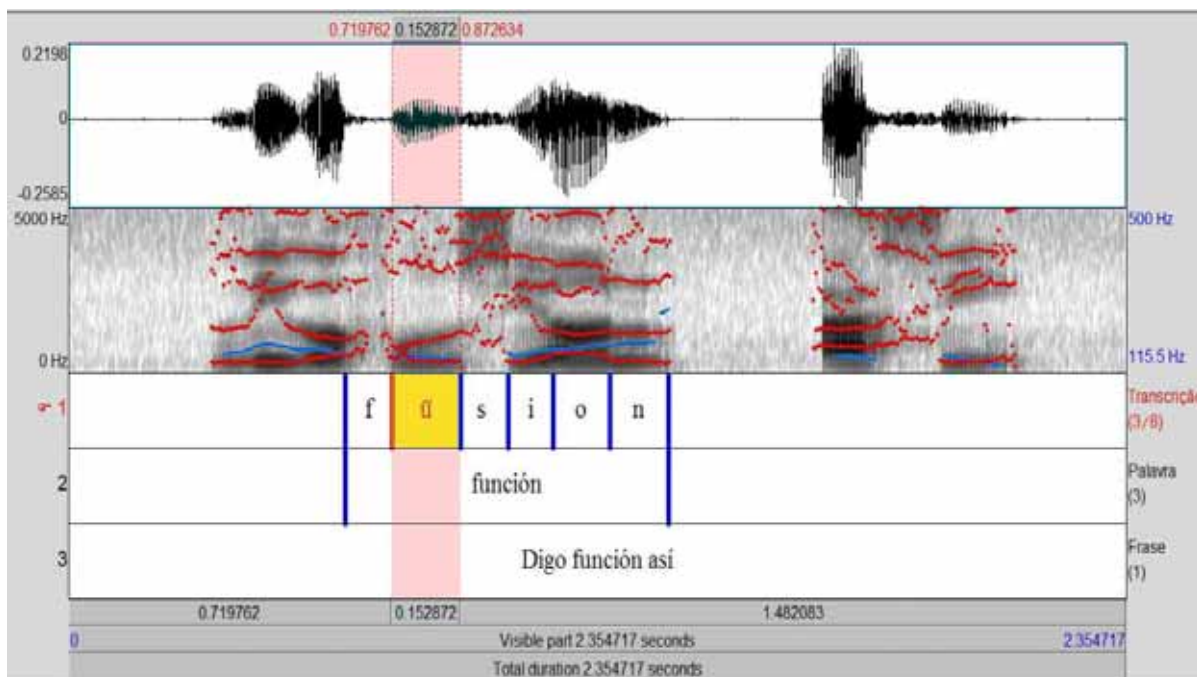 0.719762 0.152872 0.872634
0.2198
0
-0.2585
5000 Hz 500 Hz
0 Hz 115.5 Hz
1 f ũ s i o n Transcrição
(3/8)
2 función Palavra
(3)
3 Digo función así Frase
(1)
0.719762 0.152872 1.482083
0 Visible part 2.354717 seconds 2.354717
Total duration 2.354717 seconds